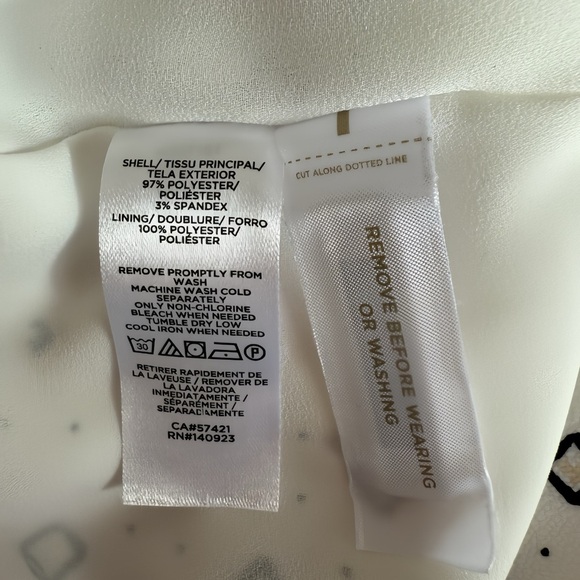 SHELL/ TISSU PRINCIPAL/
TELA EXTERIOR
97% POLYESTER/
POLIÉSTER
3% SPANDEX
LINING/ DOUBLURE/ FORRO
100% POLYESTER/
POLIÉSTER
REMOVE PROMPTLY FROM
WASH
MACHINE WASH COLD
SEPARATELY
ONLY NON-CHLORINE
BLEACH WHEN NEEDED
TUMBLE DRY LOW
COOL IRON WHEN NEEDED
30 P
RETIRER RAPIDEMENT DE
LA LAVEUSE / REMOVER DE
LA LAVADORA
INMEDIATAMENTE /
SÉPARÉMENT /
SEPARADAMENTE
CA#57421
RN#140923
CUT ALONG DOTTED LINE
REMOVE BEFORE WEARING
OR WASHING